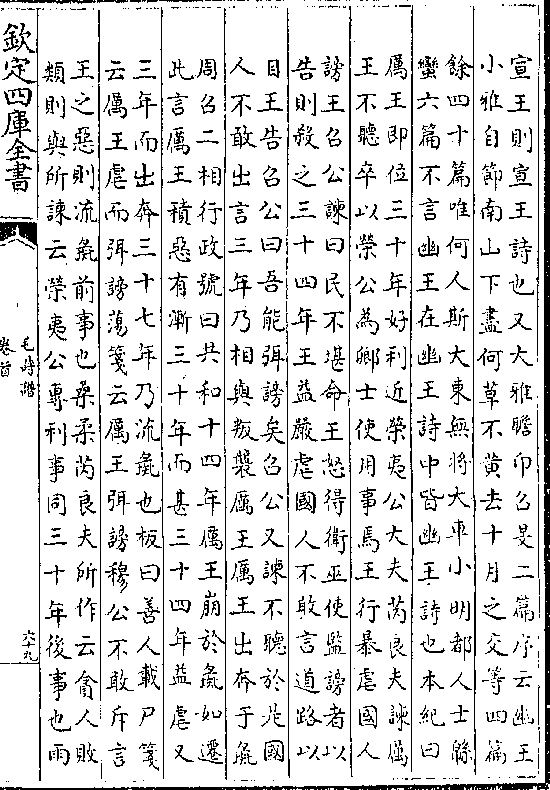 宣王則宣王詩也又大雅瞻卬召旻二篇序云幽王
小雅自節南山下盡何草不黃去十月之交等四篇
餘四十篇唯何人斯大東無將大車小明都人士緜
蠻六篇不言幽王在幽王詩中皆幽王詩也本紀曰
厲王即位三十年好利近榮夷公大夫芮良夫諫厲
王不聽卒以榮公為卿士使用事焉王行暴虐國人
謗王召公諫曰民不堪命王怒得衛巫使監謗者以
告則殺之三十四年王益嚴虐國人不敢言道路以
目王告召公曰吾能弭謗矣召公又諫不聽於是國
人不敢出言三年乃相與叛襲厲王厲王出奔于彘
周召二相行政號曰共和十四年厲王崩於彘如遷
此言厲王積惡有漸三十年而甚三十四年益虐又
三年而出奔三十七年乃流彘也板曰善人載尸箋
云厲王虐而弭謗蕩箋云厲王弭謗穆公不敢斥言
王之惡則流彘前事也桑柔芮良夫所作云貪人敗
類則與所諫云榮夷公專利事同三十年後事也雨
欽定四庫全書
毛詩譜
卷首
六十九